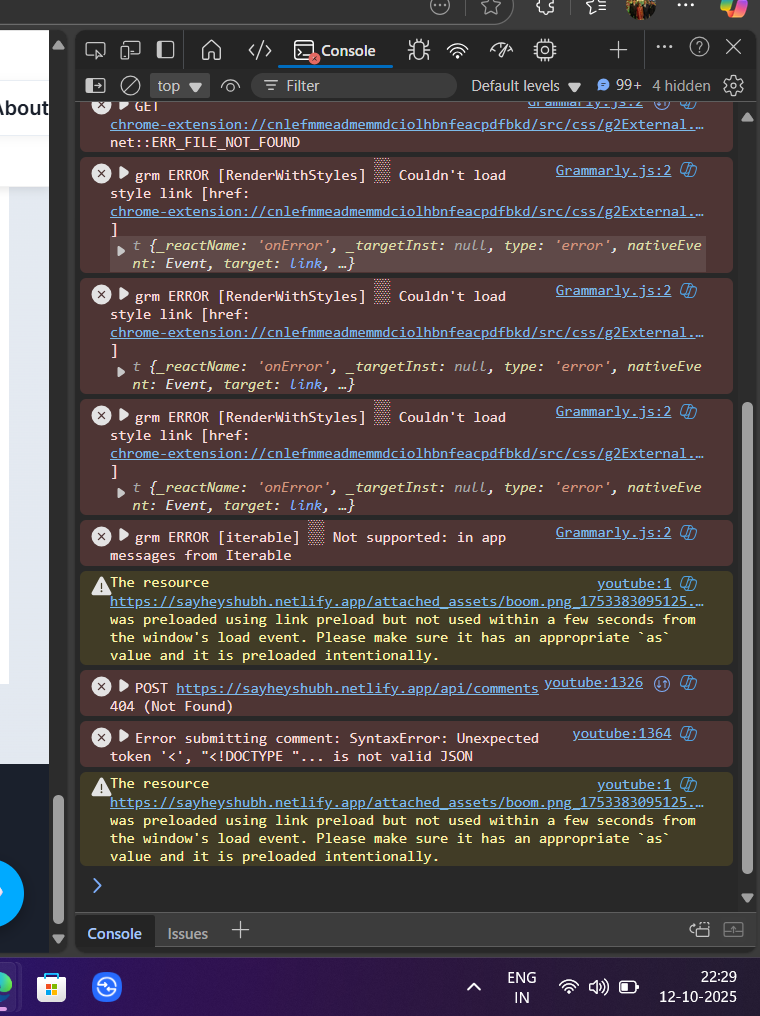 About
Console
top
Filter
Default levels
99+
4 hidden
GET
Grammarly.js:2
chrome-extension://cnlefmmeadmemmdciolhbnfeacpdfbkd/src/css/g2External.…
net::ERR_FILE_NOT_FOUND
grm ERROR [RenderWithStyles] ░░ Couldn't load
Grammarly.js:2
style link [href:
chrome-extension://cnlefmmeadmemmdciolhbnfeacpdfbkd/src/css/g2External.…
]
t {_reactName: 'onError', _targetInst: null, type: 'error', nativeEve
nt: Event, target: link, …}
grm ERROR [RenderWithStyles] ░░ Couldn't load
Grammarly.js:2
style link [href:
chrome-extension://cnlefmmeadmemmdciolhbnfeacpdfbkd/src/css/g2External.…
]
t {_reactName: 'onError', _targetInst: null, type: 'error', nativeEve
nt: Event, target: link, …}
grm ERROR [RenderWithStyles] ░░ Couldn't load
Grammarly.js:2
style link [href:
chrome-extension://cnlefmmeadmemmdciolhbnfeacpdfbkd/src/css/g2External.…
]
t {_reactName: 'onError', _targetInst: null, type: 'error', nativeEve
nt: Event, target: link, …}
grm ERROR [iterable] ░░ Not supported: in app
Grammarly.js:2
messages from Iterable
The resource
youtube:1
https://sayheyshubh.netlify.app/attached_assets/boom.png_1753383095125.…
was preloaded using link preload but not used within a few seconds from
the window's load event. Please make sure it has an appropriate `as`
value and it is preloaded intentionally.
POST https://sayheyshubh.netlify.app/api/comments
youtube:1326
404 (Not Found)
Error submitting comment: SyntaxError: Unexpected
youtube:1364
token '<', "<!DOCTYPE "... is not valid JSON
The resource
youtube:1
https://sayheyshubh.netlify.app/attached_assets/boom.png_1753383095125.…
was preloaded using link preload but not used within a few seconds from
the window's load event. Please make sure it has an appropriate `as`
value and it is preloaded intentionally.
Console
Issues
ENG
IN
22:29
12-10-2025